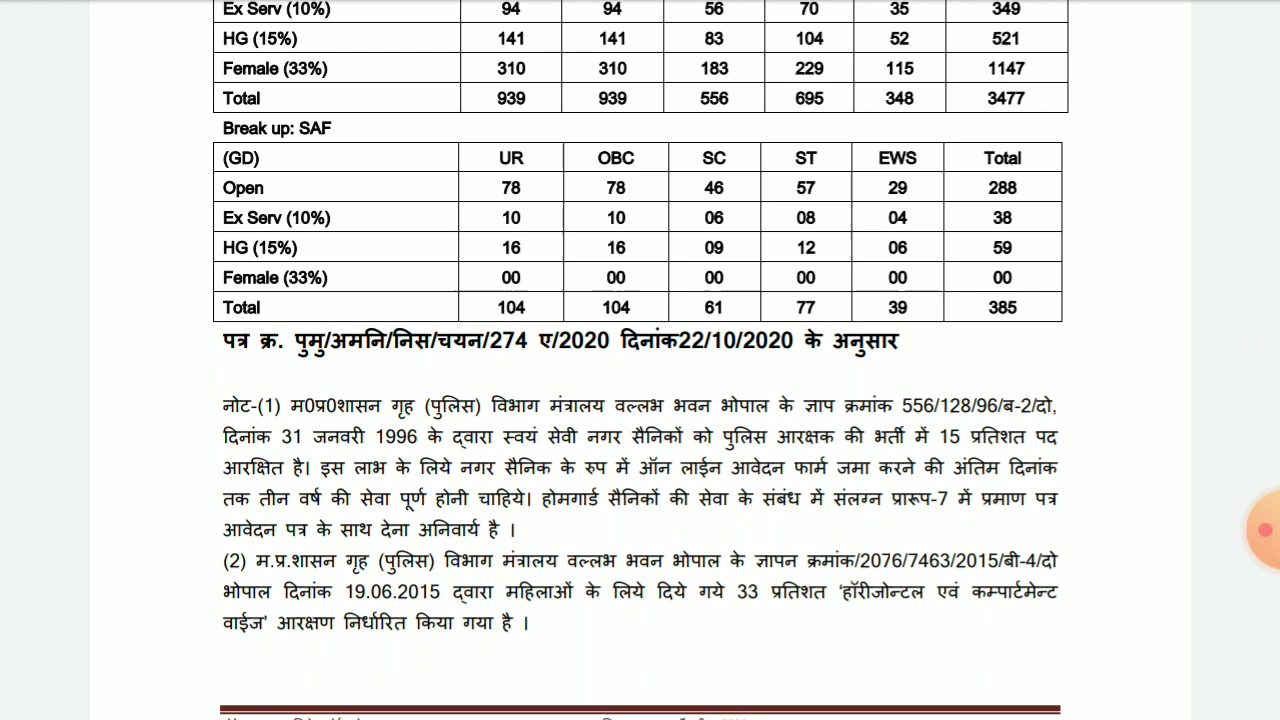 Ex Serv (10%) 94 94 56 70 35 349
HG (15%) 141 141 83 104 52 521
Female (33%) 310 310 183 229 115 1147
Total 939 939 556 695 348 3477
Break up: SAF
(GD) UR OBC SC ST EWS Total
Open 78 78 46 57 29 288
Ex Serv (10%) 10 10 06 08 04 38
HG (15%) 16 16 09 12 06 59
Female (33%) 00 00 00 00 00 00
Total 104 104 61 77 39 385
पत्र क्र. पुमु/अमनि/निस/चयन/274 ए/2020 दिनांक22/10/2020 के अनुसार
नोट-(1) म0प्र0शासन गृह (पुलिस) विभाग मंत्रालय वल्लभ भवन भोपाल के ज्ञाप क्रमांक 556/128/96/ब-2/दो,
दिनांक 31 जनवरी 1996 के द्वारा स्वयं सेवी नगर सैनिकों को पुलिस आरक्षक की भर्ती में 15 प्रतिशत पद
आरक्षित है। इस लाभ के लिये नगर सैनिक के रुप में ऑन लाईन आवेदन फार्म जमा करने की अंतिम दिनांक
तक तीन वर्ष की सेवा पूर्ण होनी चाहिये। होमगार्ड सैनिकों की सेवा के संबंध में संलग्न प्रारूप-7 में प्रमाण पत्र
आवेदन पत्र के साथ देना अनिवार्य है ।
(2) म.प्र.शासन गृह (पुलिस) विभाग मंत्रालय वल्लभ भवन भोपाल के ज्ञापन क्रमांक/2076/7463/2015/बी-4/दो
भोपाल दिनांक 19.06.2015 द्वारा महिलाओं के लिये दिये गये 33 प्रतिशत ‘हॉरीजोन्टल एवं कम्पार्टमेन्ट
वाईज’ आरक्षण निर्धारित किया गया है ।